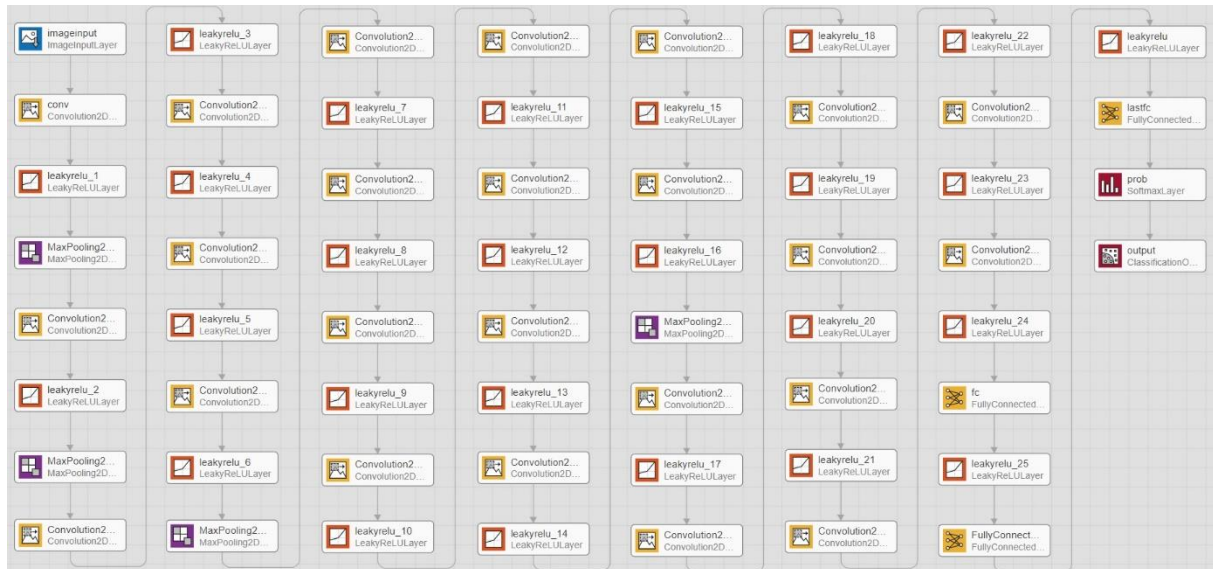 imageinput
ImageInputLayer
conv
Convolution2D...
leakyrelu_1
LeakyReLULayer
MaxPooling2...
MaxPooling2D...
Convolution2...
Convolution2D...
leakyrelu_2
LeakyReLULayer
MaxPooling2...
MaxPooling2D...
Convolution2...
Convolution2D...
leakyrelu_3
LeakyReLULayer
Convolution2...
Convolution2D...
leakyrelu_4
LeakyReLULayer
Convolution2...
Convolution2D...
leakyrelu_5
LeakyReLULayer
Convolution2...
Convolution2D...
leakyrelu_6
LeakyReLULayer
MaxPooling2...
MaxPooling2D...
Convolution2...
Convolution2D...
leakyrelu_7
LeakyReLULayer
Convolution2...
Convolution2D...
leakyrelu_8
LeakyReLULayer
Convolution2...
Convolution2D...
leakyrelu_9
LeakyReLULayer
Convolution2...
Convolution2D...
leakyrelu_10
LeakyReLULayer
Convolution2...
Convolution2D...
leakyrelu_11
LeakyReLULayer
Convolution2...
Convolution2D...
leakyrelu_12
LeakyReLULayer
Convolution2...
Convolution2D...
leakyrelu_13
LeakyReLULayer
Convolution2...
Convolution2D...
leakyrelu_14
LeakyReLULayer
Convolution2...
Convolution2D...
leakyrelu_15
LeakyReLULayer
Convolution2...
Convolution2D...
leakyrelu_16
LeakyReLULayer
MaxPooling2...
MaxPooling2D...
Convolution2...
Convolution2D...
leakyrelu_17
LeakyReLULayer
Convolution2...
Convolution2D...
leakyrelu_18
LeakyReLULayer
Convolution2...
Convolution2D...
leakyrelu_19
LeakyReLULayer
Convolution2...
Convolution2D...
leakyrelu_20
LeakyReLULayer
Convolution2...
Convolution2D...
leakyrelu_21
LeakyReLULayer
Convolution2...
Convolution2D...
leakyrelu_22
LeakyReLULayer
Convolution2...
Convolution2D...
leakyrelu_23
LeakyReLULayer
Convolution2...
Convolution2D...
leakyrelu_24
LeakyReLULayer
fc
FullyConnected...
leakyrelu_25
LeakyReLULayer
FullyConnect...
FullyConnected...
leakyrelu
LeakyReLULayer
lastfc
FullyConnected...
prob
SoftmaxLayer
output
ClassificationO...